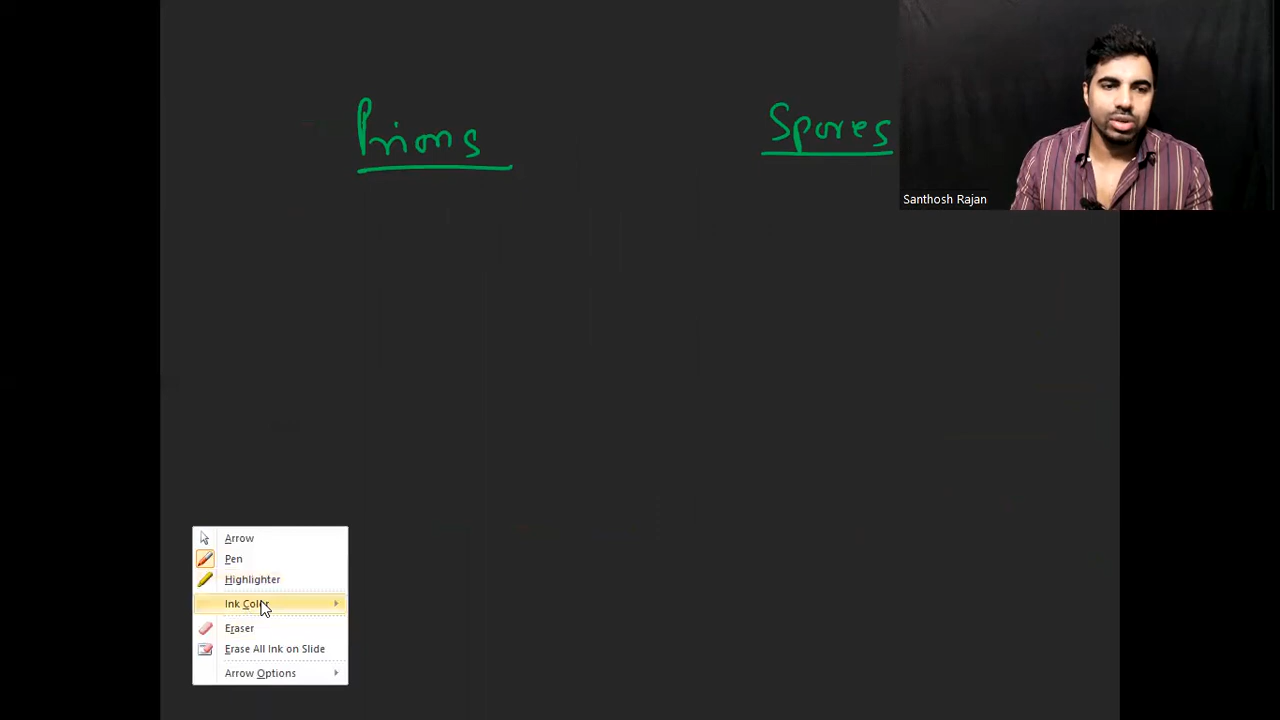 Prions
Spores
Santhosh Rajan
Arrow
Pen
Highlighter
Ink Color
Eraser
Erase All Ink on Slide
Arrow Options